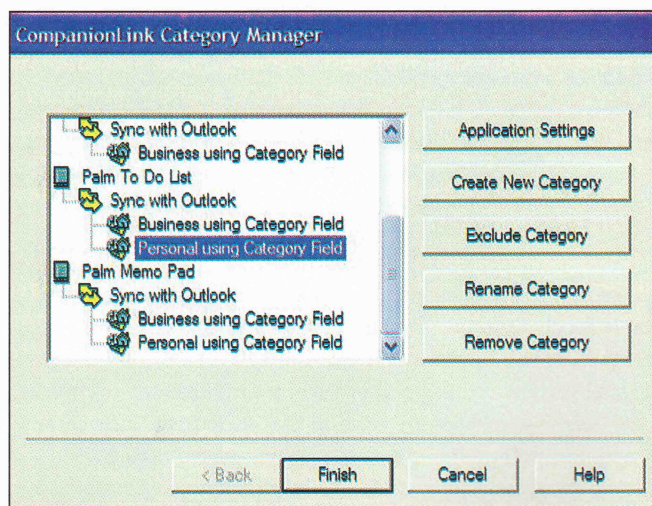 CompanionLink Category Manager
Sync with Outlook
Business using Category Field
Palm To Do List
Sync with Outlook
Business using Category Field
Personal using Category Field
Palm Memo Pad
Sync with Outlook
Business using Category Field
Personal using Category Field
Application Settings
Create New Category
Exclude Category
Rename Category
Remove Category
< Back
Finish
Cancel
Help